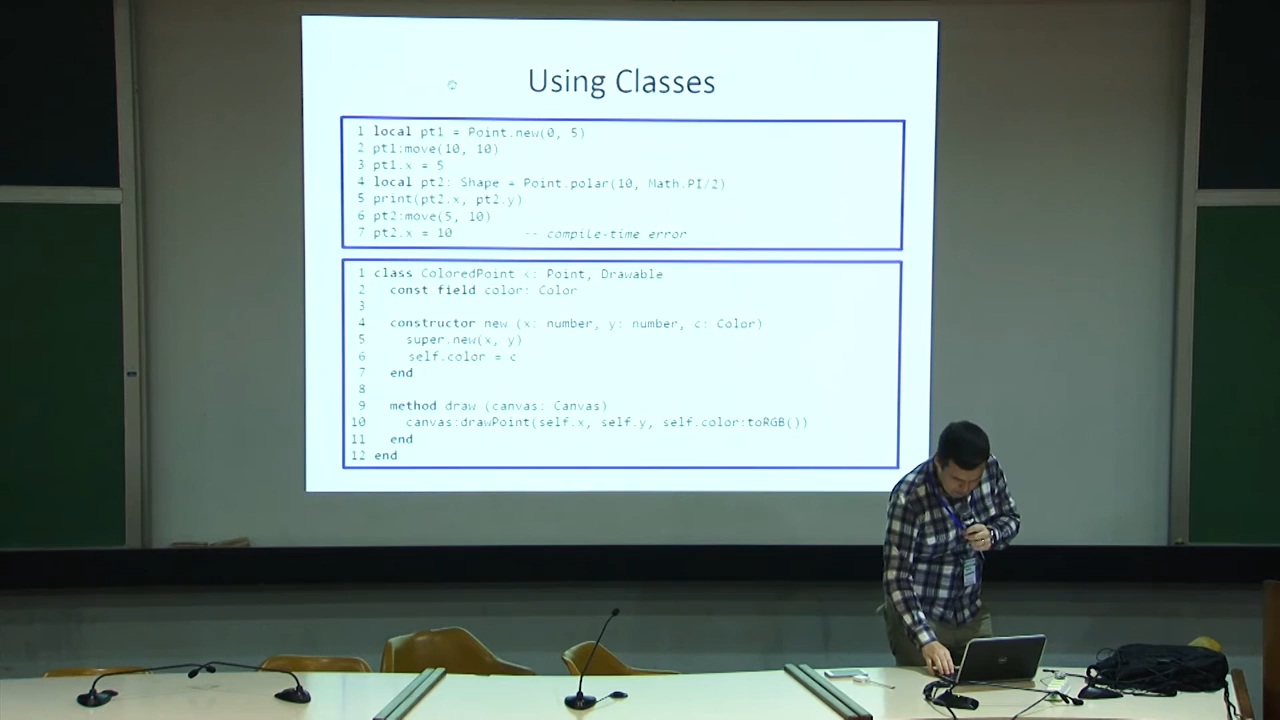 Using Classes
1 local pt1 = Point.new(0, 5)
2 pt1:move(10, 10)
3 pt1.x = 5
4 local pt2: Shape = Point.polar(10, Math.PI/2)
5 print(pt2.x, pt2.y)
6 pt2:move(5, 10)
7 pt2.x = 10 -- compile-time error
1 class ColoredPoint <: Point, Drawable
2 const field color: Color
3
4 constructor new (x: number, y: number, c: Color)
5 super.new(x, y)
6 self.color = c
7 end
8
9 method draw (canvas: Canvas)
10 canvas:drawPoint(self.x, self.y, self.color:toRGB())
11 end
12 end